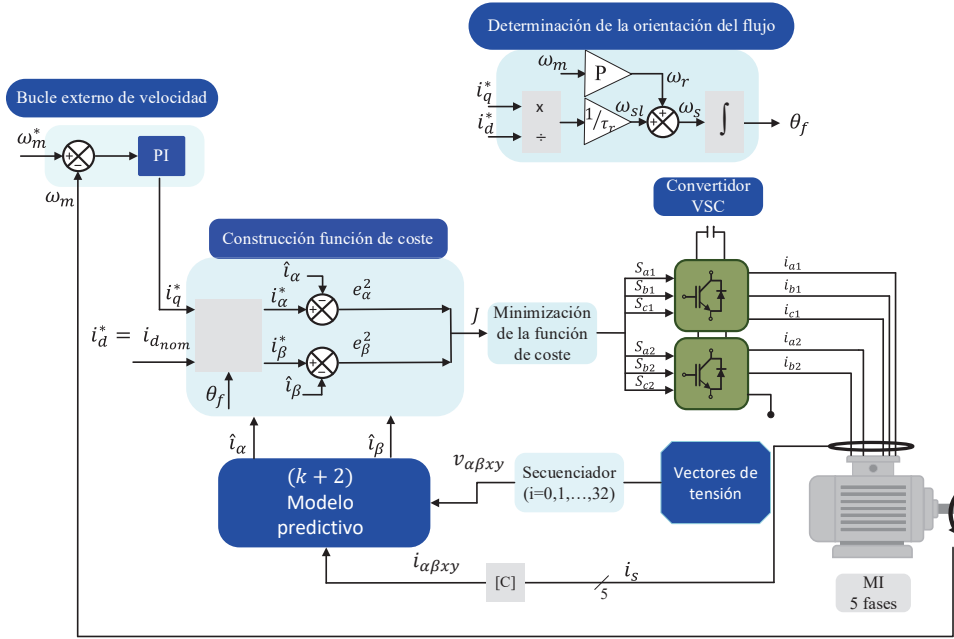 Determinación de la orientación del flujo
ω_m
P
ω_r
i_q^*
i_d^*
x
÷
1/τ_r
ω_sl
+
+
ω_s
∫
θ_f
Bucle externo de velocidad
ω_m^*
+
−
PI
ω_m
Convertidor
VSC
Construcción función de coste
î_α
i_q^*
i_α^*
+
−
e_α^2
i_d^* = i_{d_nom}
i_β^*
+
−
e_β^2
î_β
θ_f
J
Minimización
de la función
de coste
S_a1
S_b1
S_c1
S_a2
S_b2
S_c2
i_a1
i_b1
i_c1
i_a2
i_b2
î_α
î_β
(k + 2)
Modelo
predictivo
v_αβxy
Secuenciador
(i=0,1,…,32)
Vectores de
tensión
i_αβxy
[C]
5
i_s
MI
5 fases